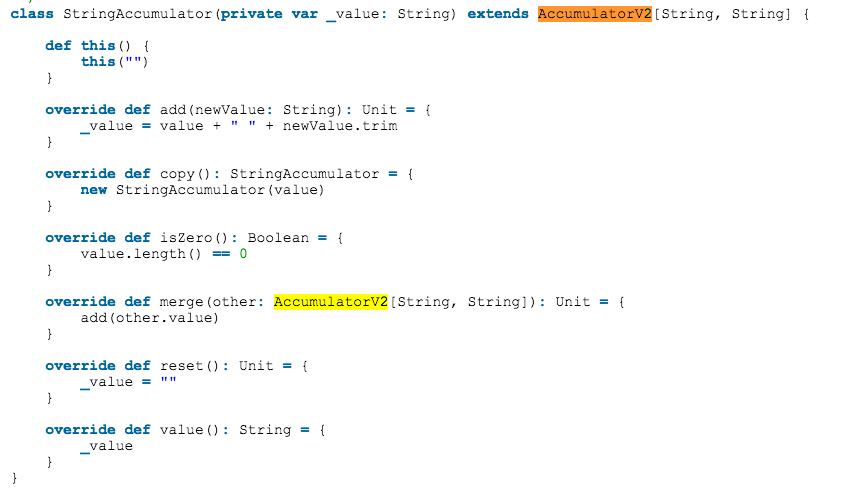 class StringAccumulator(private var _value: String) extends AccumulatorV2[String, String] {
def this() {
this("")
}
override def add(newValue: String): Unit = {
_value = value + " " + newValue.trim
}
override def copy(): StringAccumulator = {
new StringAccumulator(value)
}
override def isZero(): Boolean = {
value.length() == 0
}
override def merge(other: AccumulatorV2[String, String]): Unit = {
add(other.value)
}
override def reset(): Unit = {
_value = ""
}
override def value(): String = {
_value
}
}